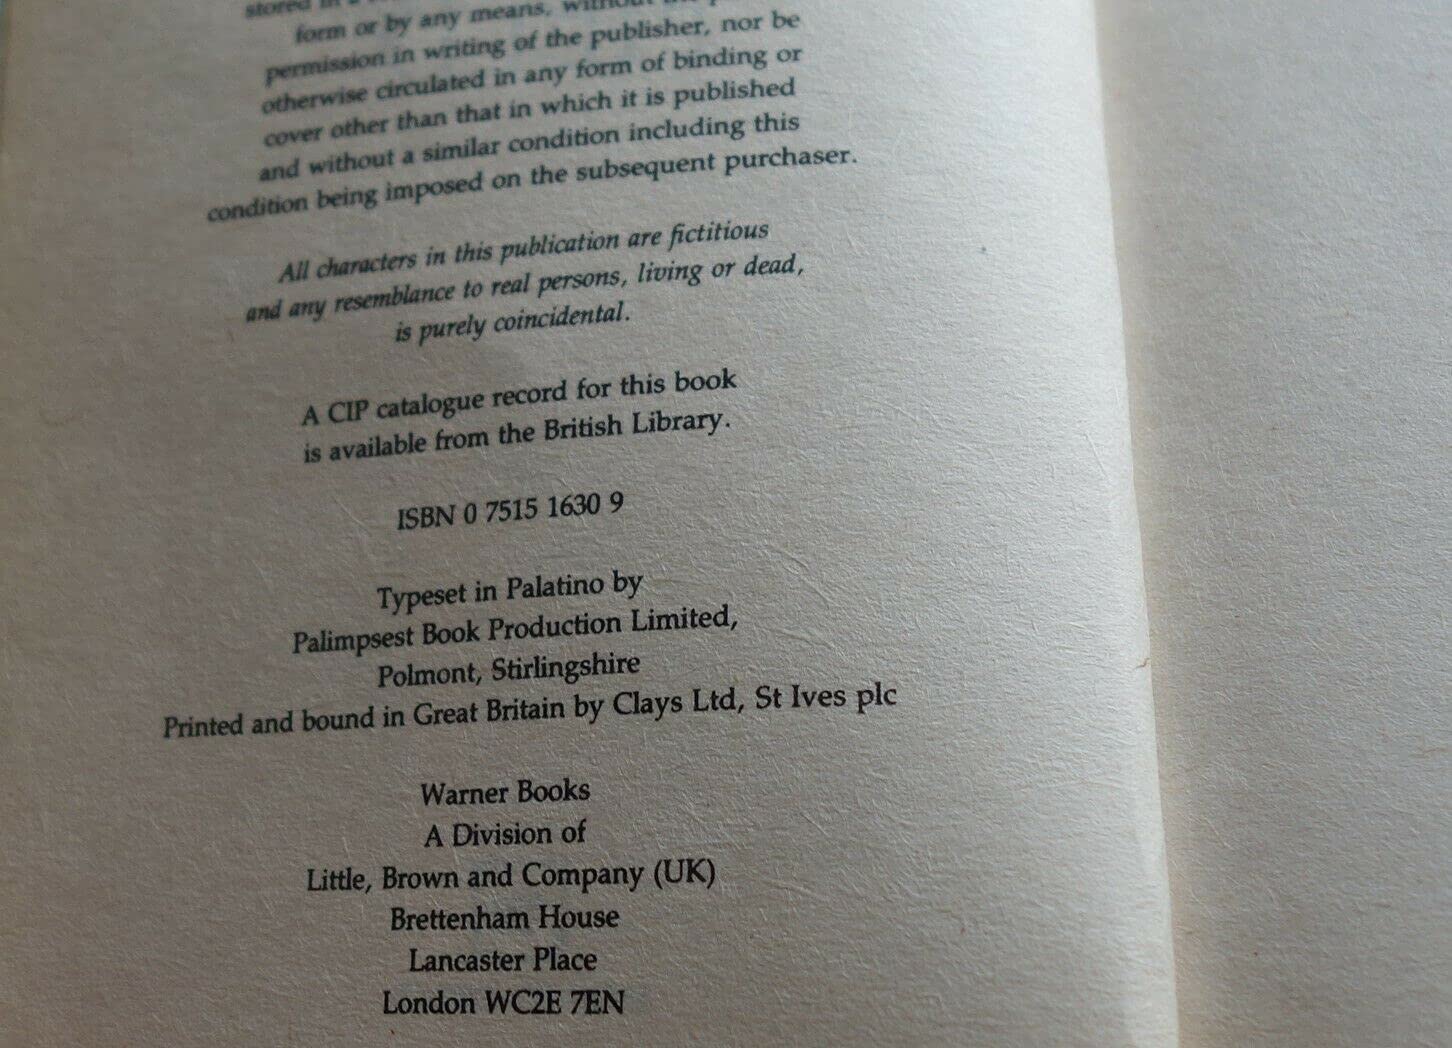 stored in a
form or by any means, without
permission in writing of the publisher, nor be
otherwise circulated in any form of binding or
cover other than that in which it is published
and without a similar condition including this
condition being imposed on the subsequent purchaser.
All characters in this publication are fictitious
and any resemblance to real persons, living or dead,
is purely coincidental.
A CIP catalogue record for this book
is available from the British Library.
ISBN 0 7515 1630 9
Typeset in Palatino by
Palimpsest Book Production Limited,
Polmont, Stirlingshire
Printed and bound in Great Britain by Clays Ltd, St Ives plc
Warner Books
A Division of
Little, Brown and Company (UK)
Brettenham House
Lancaster Place
London WC2E 7EN